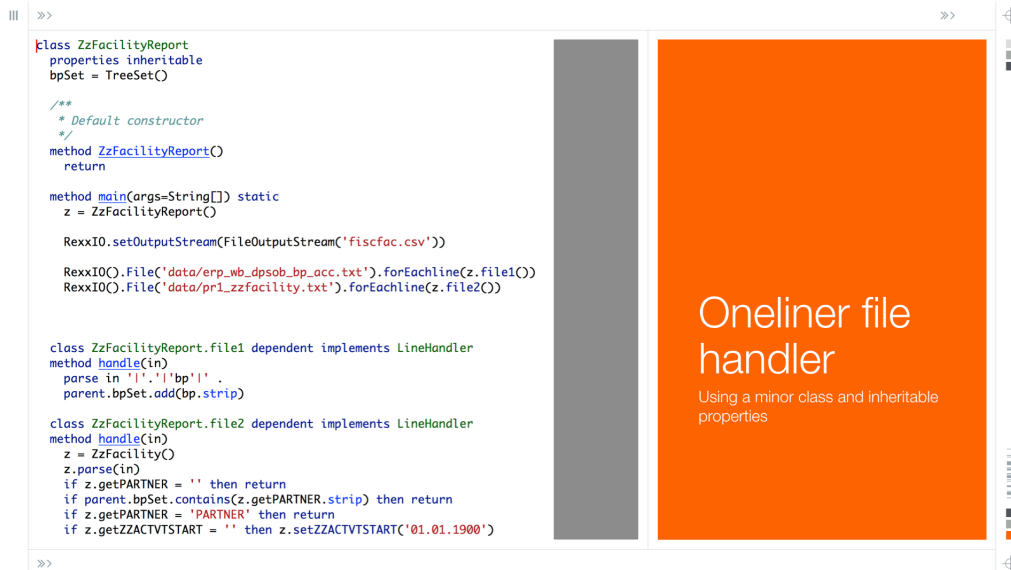 class ZzFacilityReport
properties inheritable
bpSet = TreeSet()
/**
* Default constructor
*/
method ZzFacilityReport()
return
method main(args=String[]) static
z = ZzFacilityReport()
RexxIO.setOutputStream(FileOutputStream('fiscfac.csv'))
RexxIO().File('data/erp_wb_dpsob_bp_acc.txt').forEachline(z.file1())
RexxIO().File('data/pr1_zzfacility.txt').forEachline(z.file2())
class ZzFacilityReport.file1 dependent implements LineHandler
method handle(in)
parse in '|'.'|'bp'|' .
parent.bpSet.add(bp.strip)
class ZzFacilityReport.file2 dependent implements LineHandler
method handle(in)
z = ZzFacility()
z.parse(in)
if z.getPARTNER = '' then return
if parent.bpSet.contains(z.getPARTNER.strip) then return
if z.getPARTNER = 'PARTNER' then return
if z.getZZACTVTSTART = '' then z.setZZACTVTSTART('01.01.1900')
Oneliner file
handler
Using a minor class and inheritable
properties